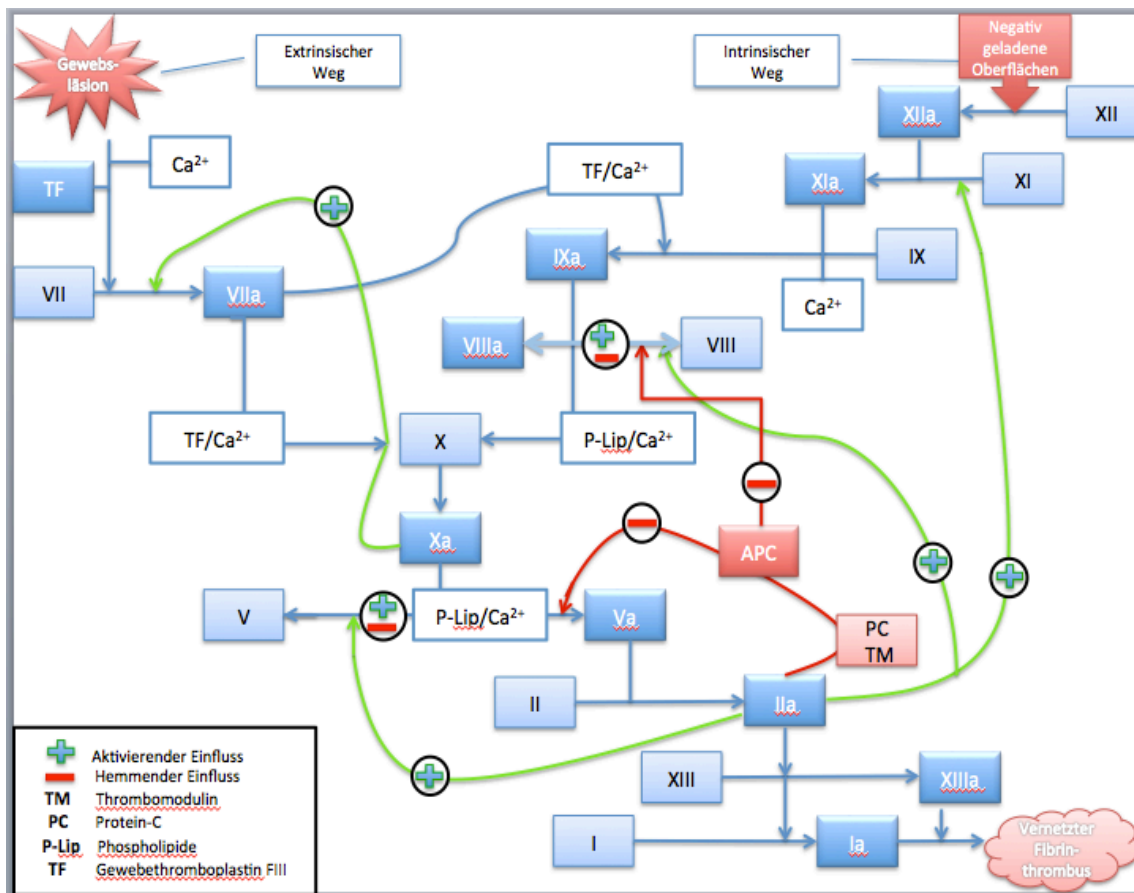 Gewebs-
läsion
Extrinsischer
Weg
Intrinsischer
Weg
Negativ
geladene
Oberflächen
XIIa
XII
Ca²⁺
TF
TF/Ca²⁺
XIa
XI
VII
VIIa
IXa
IX
Ca²⁺
VIIIa
VIII
TF/Ca²⁺
X
P-Lip/Ca²⁺
Xa
APC
V
P-Lip/Ca²⁺
Va
PC
TM
II
IIa
XIII
XIIIa
I
Ia
Vernetzter
Fibrin-
thrombus
Aktivierender Einfluss
Hemmender Einfluss
TM Thrombomodulin
PC Protein-C
P-Lip Phospholipide
TF Gewebethromboplastin FIII